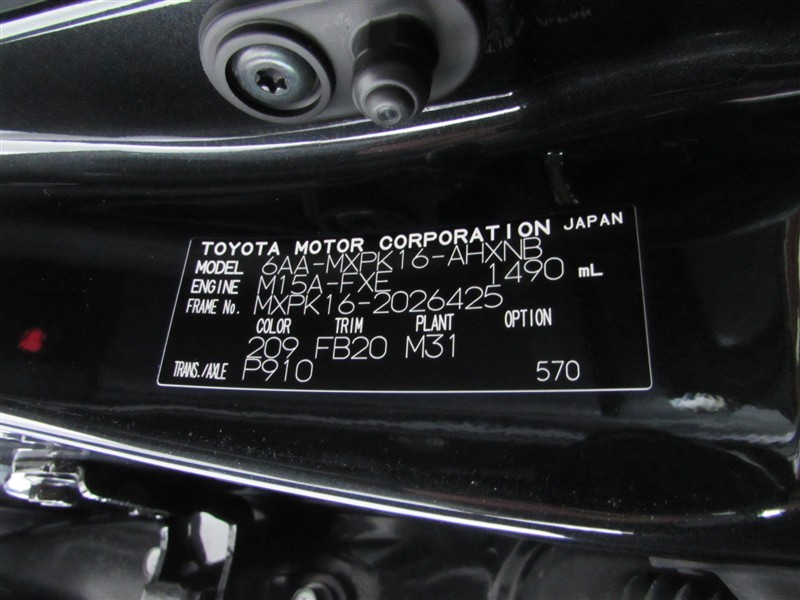 TOYOTA MOTOR CORPORATION JAPAN
MODEL 6AA-MXPK16-AHXNB
ENGINE M15A-FXE 1490 mL
FRAME No. MXPK16-2026425
COLOR TRIM PLANT OPTION
209 FB20 M31
TRANS./AXLE P910 570